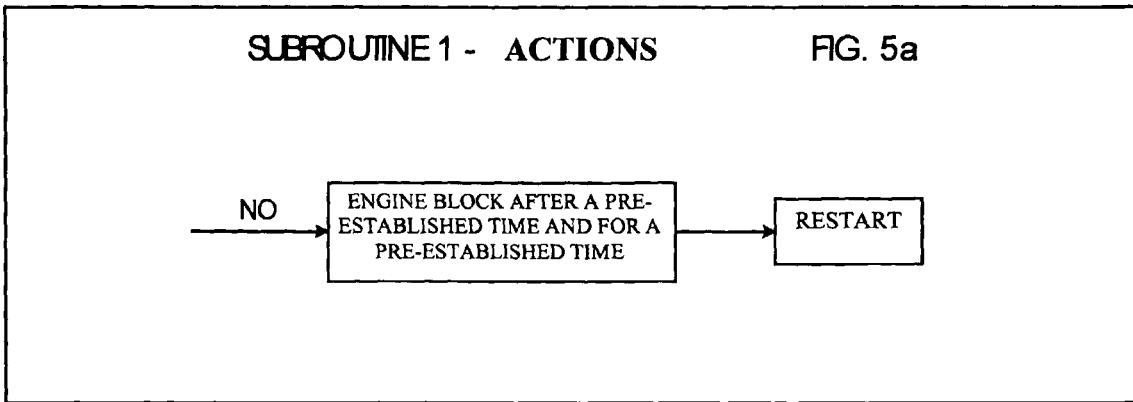 SUBROUTINE 1 - ACTIONS FIG. 5a
NO
ENGINE BLOCK AFTER A PRE-
ESTABLISHED TIME AND FOR A
PRE-ESTABLISHED TIME
RESTART